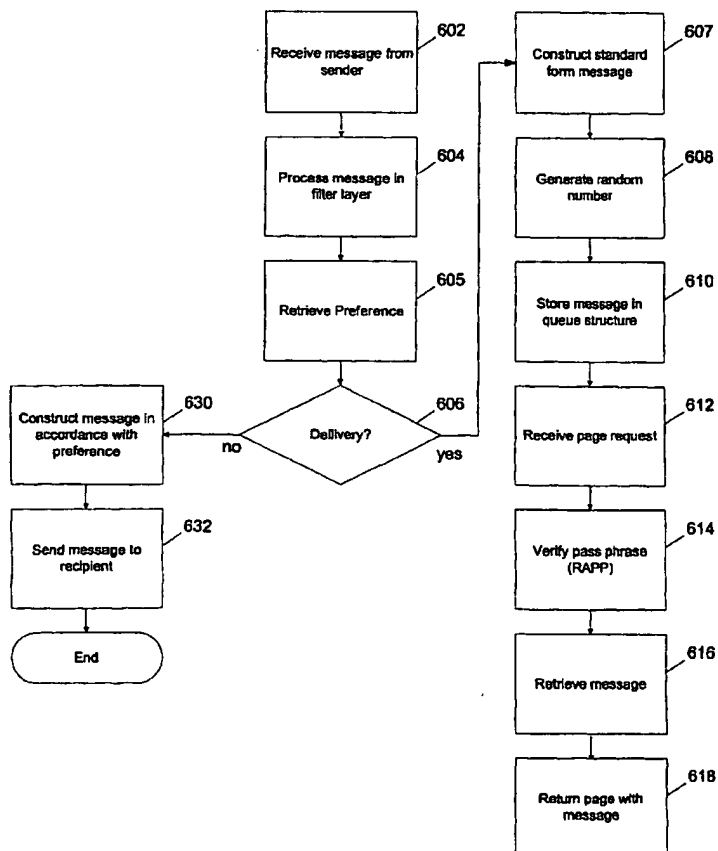 602
Receive message from
sender
604
Process message in
filter layer
605
Retrieve Preference
606
Delivery?
no
yes
630
Construct message in
accordance with
preference
632
Send message to
recipient
End
607
Construct standard
form message
608
Generate random
number
610
Store message in
queue structure
612
Receive page request
614
Verify pass phrase
(RAPP)
616
Retrieve message
618
Return page with
message